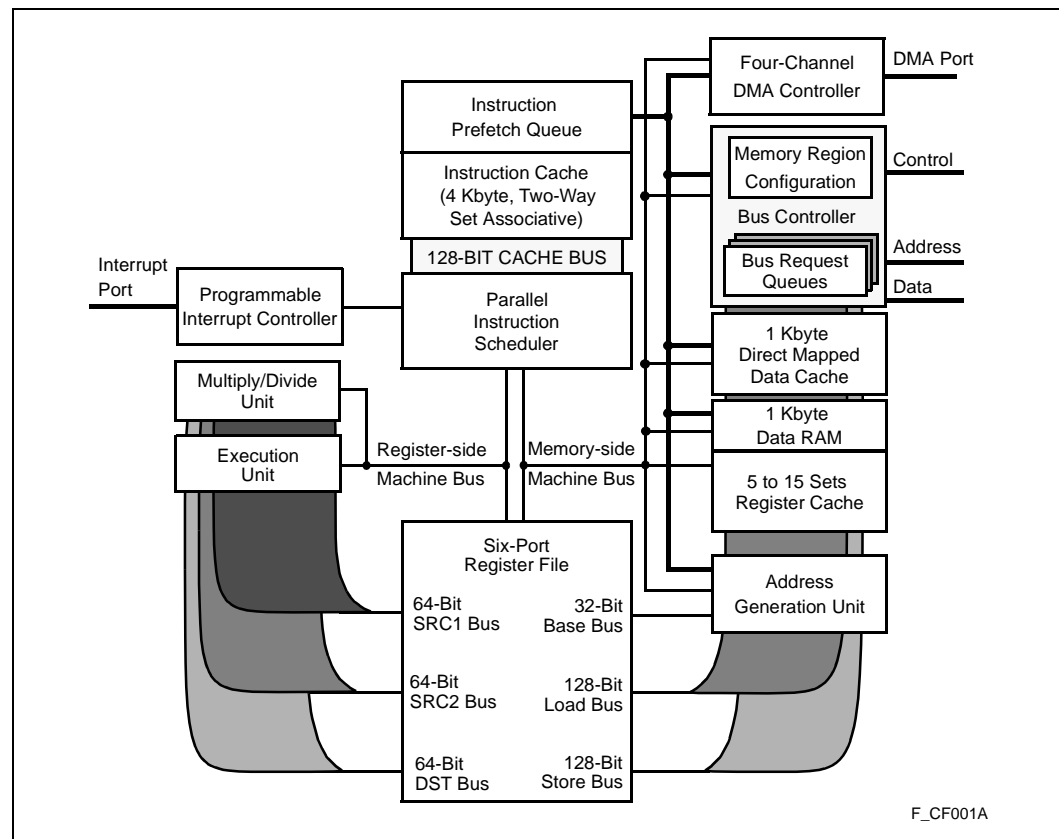 Four-Channel
DMA Controller
DMA Port
Instruction
Prefetch Queue
Instruction Cache
(4 Kbyte, Two-Way
Set Associative)
128-BIT CACHE BUS
Memory Region
Configuration
Control
Bus Controller
Bus Request
Queues
Address
Data
Interrupt
Port
Programmable
Interrupt Controller
Parallel
Instruction
Scheduler
1 Kbyte
Direct Mapped
Data Cache
Multiply/Divide
Unit
1 Kbyte
Data RAM
Execution
Unit
Register-side
Machine Bus
Memory-side
Machine Bus
5 to 15 Sets
Register Cache
Six-Port
Register File
Address
Generation Unit
64-Bit
SRC1 Bus
32-Bit
Base Bus
64-Bit
SRC2 Bus
128-Bit
Load Bus
64-Bit
DST Bus
128-Bit
Store Bus
F_CF001A